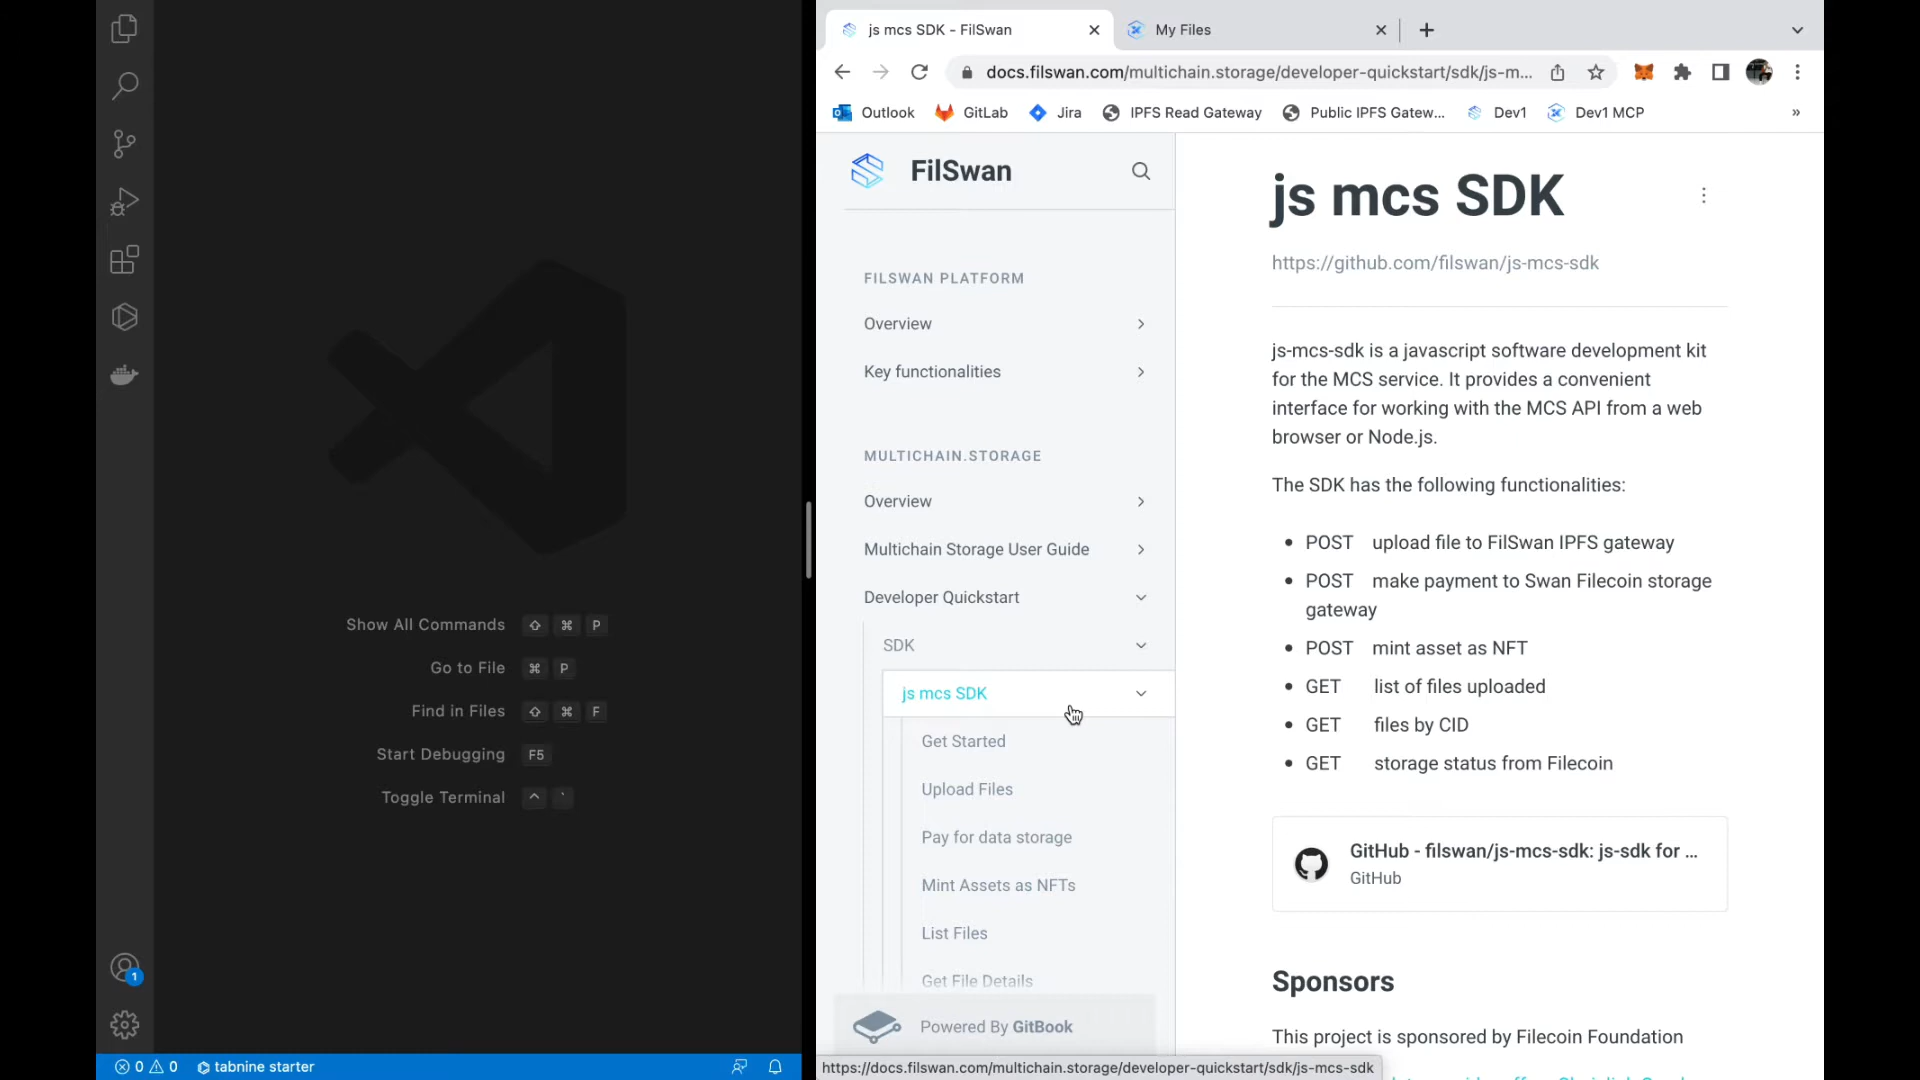 Show All Commands ⇧ ⌘ P
Go to File ⌘ P
Find in Files ⇧ ⌘ F
Start Debugging F5
Toggle Terminal ^ `
1
0 0 tabnine starter
js mcs SDK - FilSwan
My Files
docs.filswan.com/multichain.storage/developer-quickstart/sdk/js-m...
Outlook
GitLab
Jira
IPFS Read Gateway
Public IPFS Gatew...
Dev1
Dev1 MCP
»
FilSwan
FILSWAN PLATFORM
Overview
Key functionalities
MULTICHAIN.STORAGE
Overview
Multichain Storage User Guide
Developer Quickstart
SDK
js mcs SDK
Get Started
Upload Files
Pay for data storage
Mint Assets as NFTs
List Files
Get File Details
Powered By GitBook
js mcs SDK
https://github.com/filswan/js-mcs-sdk
js-mcs-sdk is a javascript software development kit
for the MCS service. It provides a convenient
interface for working with the MCS API from a web
browser or Node.js.
The SDK has the following functionalities:
• POST upload file to FilSwan IPFS gateway
• POST make payment to Swan Filecoin storage
gateway
• POST mint asset as NFT
• GET list of files uploaded
• GET files by CID
• GET storage status from Filecoin
GitHub - filswan/js-mcs-sdk: js-sdk for ...
GitHub
Sponsors
This project is sponsored by Filecoin Foundation
https://docs.filswan.com/multichain.storage/developer-quickstart/sdk/js-mcs-sdk